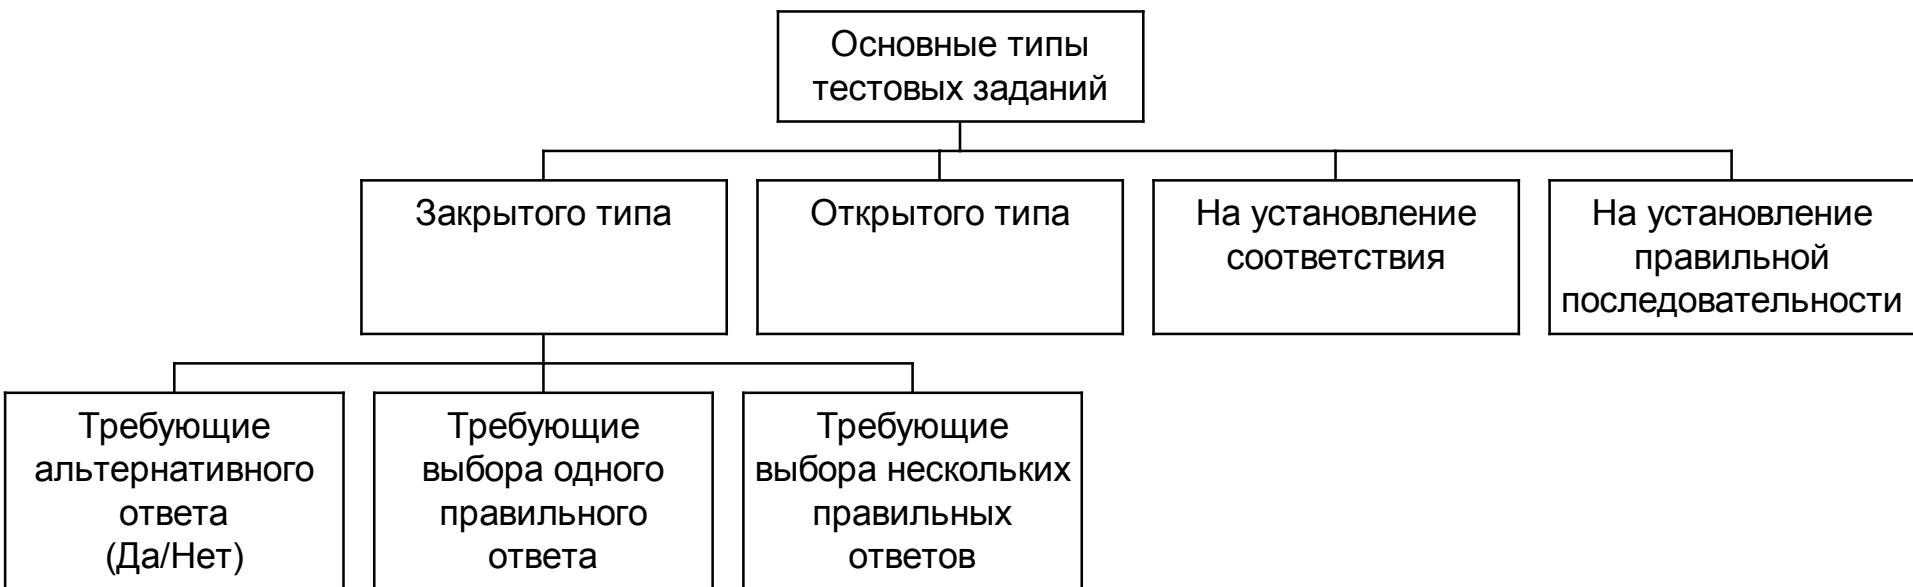 Основные типы
тестовых заданий
Закрытого типа
Открытого типа
На установление
соответствия
На установление
правильной
последовательности
Требующие
альтернативного
ответа
(Да/Нет)
Требующие
выбора одного
правильного
ответа
Требующие
выбора нескольких
правильных
ответов